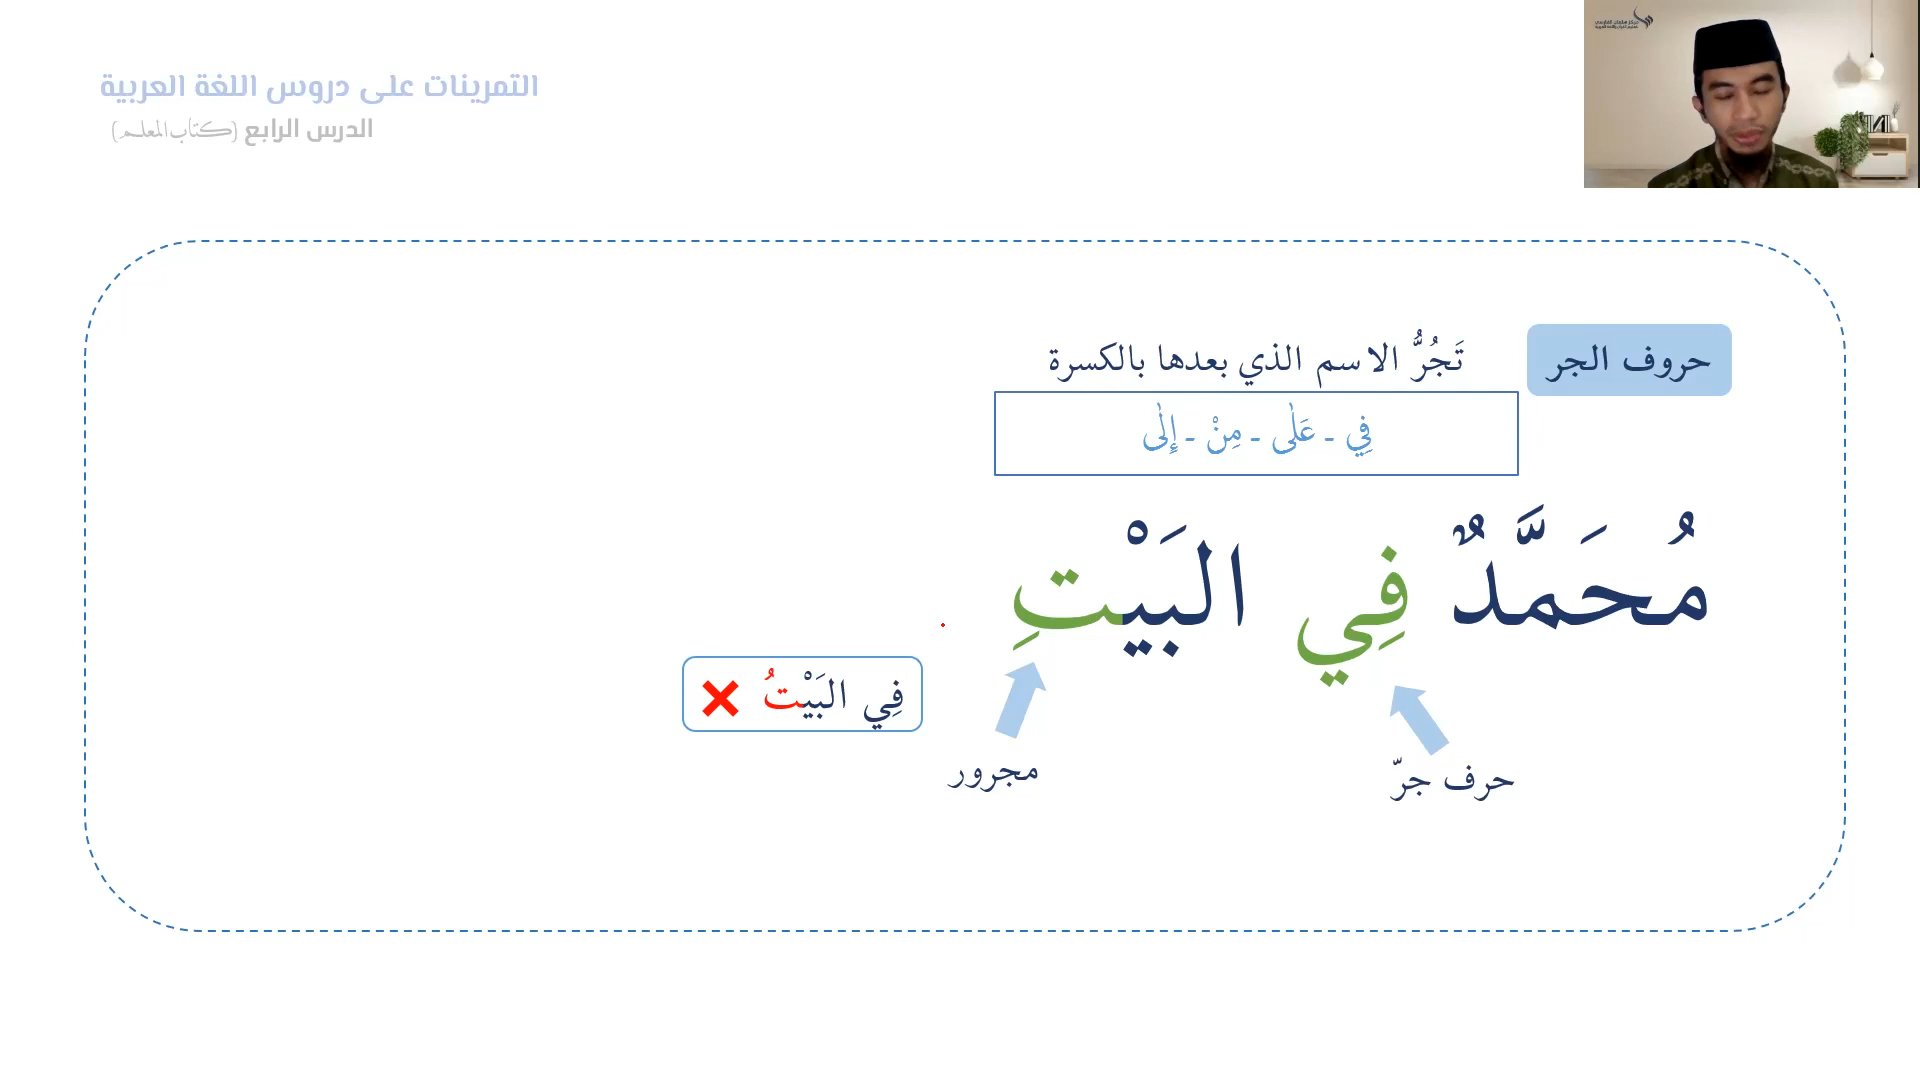 التمرينات على دروس اللغة العربية
الدرس الرابع (كتاب المعلم)
حروف الجر
تَجُرُّ الاسم الذي بعدها بالكسرة
فِي - عَلٰى - مِنْ - إِلٰى
مُحَمَّدٌ فِي البَيْتِ
فِي البَيْتُ
حرف جرّ
مجرور